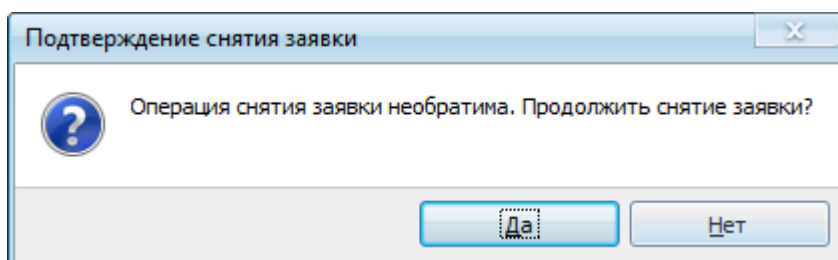 Подтверждение снятия заявки
Операция снятия заявки необратима. Продолжить снятие заявки?
Да
Нет